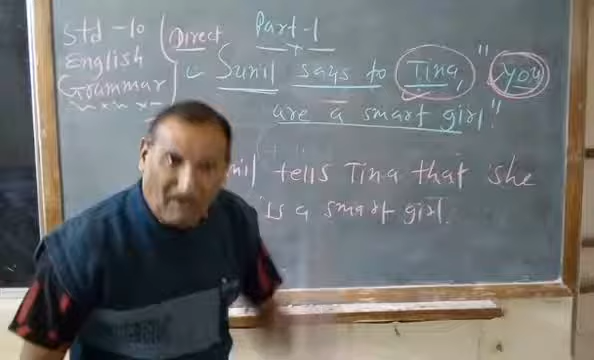 Std-10
English
Grammar
Part-1
Direct
Sunil says to Tina, "you
are a smart girl."
tells Tina that she
is a smart girl.